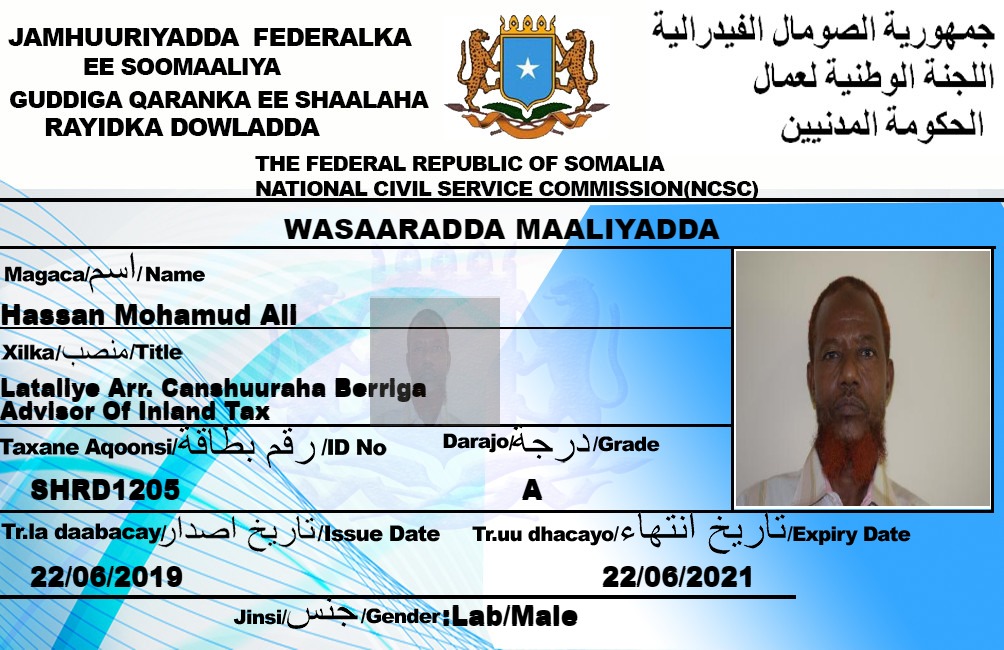 JAMHUURIYADDA FEDERALKA
EE SOOMAALIYA
GUDDIGA QARANKA EE SHAALAHA
RAYIDKA DOWLADDA
جمهورية الصومال الفيدرالية
اللجنة الوطنية لعمال
الحكومة المدنيين
THE FEDERAL REPUBLIC OF SOMALIA
NATIONAL CIVIL SERVICE COMMISSION(NCSC)
WASAARADDA MAALIYADDA
Magaca/اسم/Name
Hassan Mohamud Ali
Xilka/منصب/Title
Lataliye Arr. Canshuuraha Berriga
Advisor Of Inland Tax
Taxane Aqoonsi/رقم بطاقة/ID No
Darajo/درجة/Grade
SHRD1205
A
Tr.la daabacay/تاريخ اصدار/Issue Date
Tr.uu dhacayo/تاريخ انتهاء/Expiry Date
22/06/2019
22/06/2021
Jinsi/جنس/Gender:Lab/Male